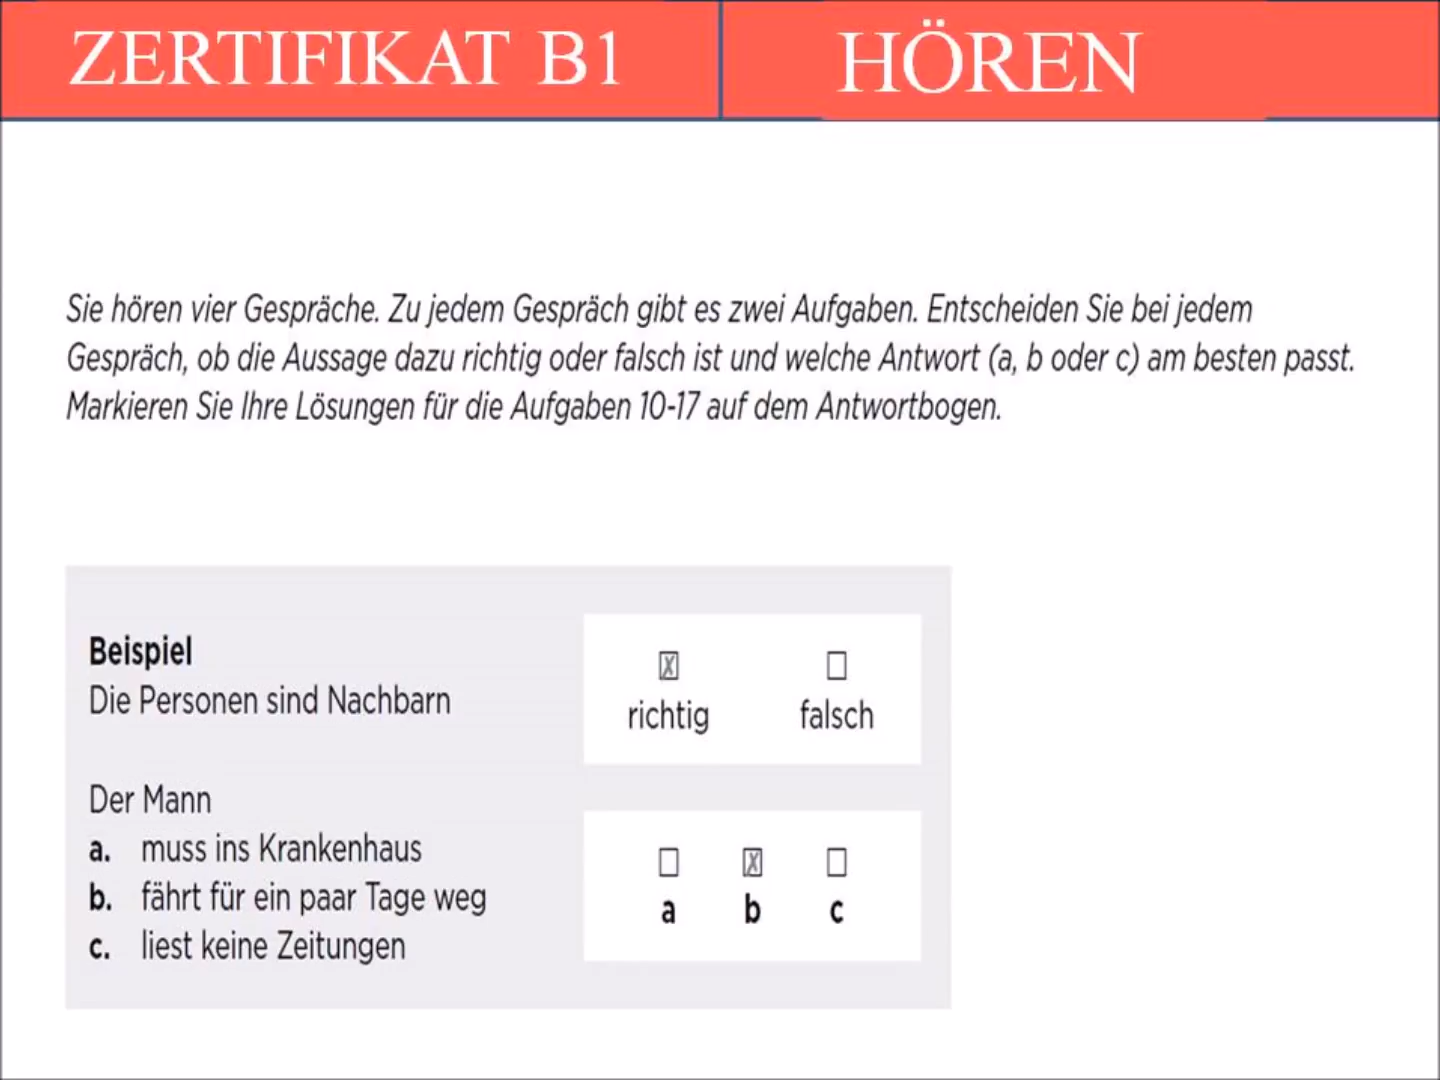 ZERTIFIKAT B1
HÖREN
Sie hören vier Gespräche. Zu jedem Gespräch gibt es zwei Aufgaben. Entscheiden Sie bei jedem
Gespräch, ob die Aussage dazu richtig oder falsch ist und welche Antwort (a, b oder c) am besten passt.
Markieren Sie Ihre Lösungen für die Aufgaben 10-17 auf dem Antwortbogen.
Beispiel
Die Personen sind Nachbarn
richtig falsch
Der Mann
a. muss ins Krankenhaus
b. fährt für ein paar Tage weg
c. liest keine Zeitungen
a b c